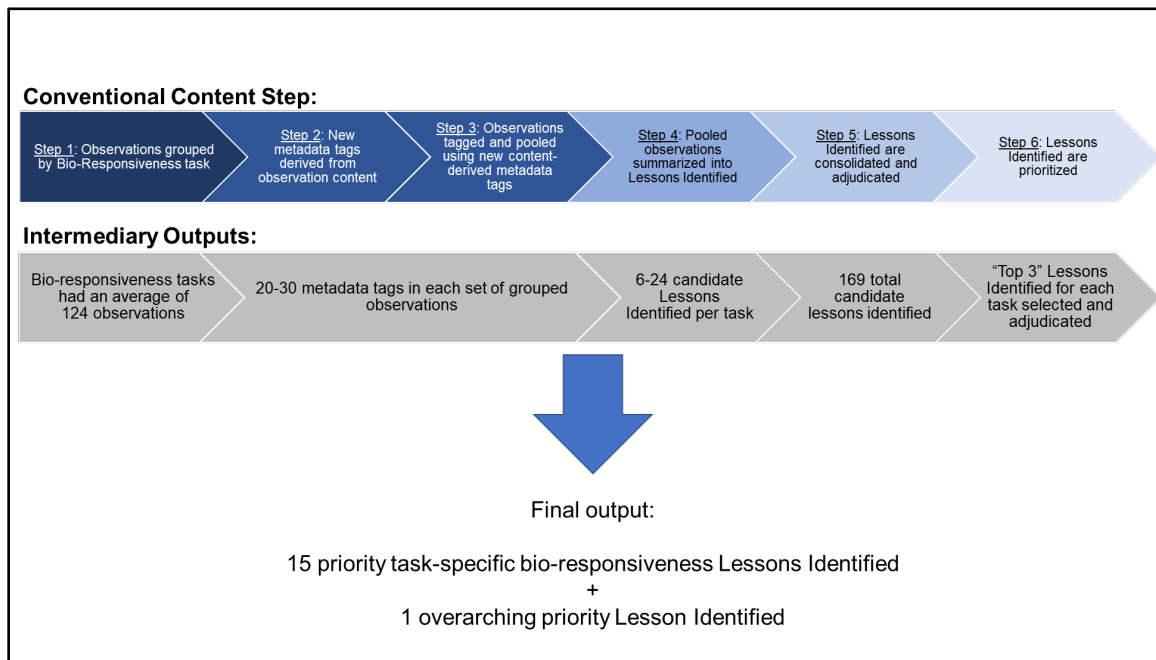 Conventional Content Step:
Step 1: Observations grouped
by Bio-Responsiveness task
Step 2: New
metadata tags
derived from
observation content
Step 3: Observations
tagged and pooled
using new content-
derived metadata
tags
Step 4: Pooled
observations
summarized into
Lessons Identified
Step 5: Lessons
Identified are
consolidated and
adjudicated
Step 6: Lessons
Identified are
prioritized
Intermediary Outputs:
Bio-responsiveness tasks
had an average of
124 observations
20-30 metadata tags in each set of grouped
observations
6-24 candidate
Lessons
Identified per task
169 total
candidate
lessons identified
“Top 3” Lessons
Identified for each
task selected and
adjudicated
Final output:
15 priority task-specific bio-responsiveness Lessons Identified
+
1 overarching priority Lesson Identified